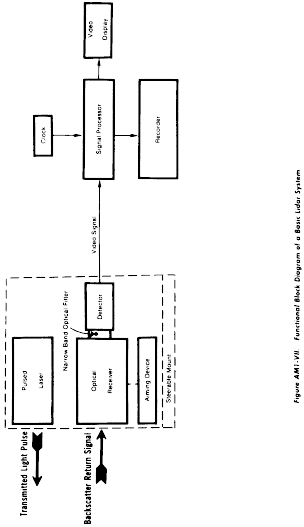 Transmitted Light Pulse
Pulsed
Laser
Backscatter Return Signal
Optical
Receiver
Narrow Band Optical Filter
Detector
Aiming Device
Steerable Mount
Video Signal
Clock
Signal Processor
Video
Display
Recorder
Figure AM1-VII. Functional Block Diagram of a Basic Lidar System